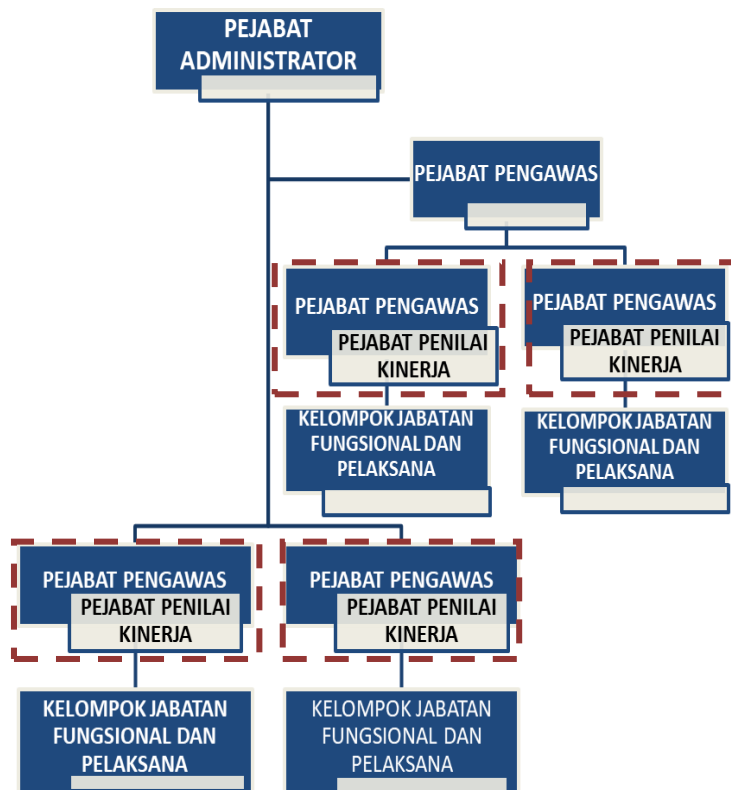 PEJABAT
ADMINISTRATOR
PEJABAT PENGAWAS
PEJABAT PENGAWAS
PEJABAT PENILAI
KINERJA
PEJABAT PENGAWAS
PEJABAT PENILAI
KINERJA
KELOMPOK JABATAN
FUNGSIONAL DAN
PELAKSANA
KELOMPOK JABATAN
FUNGSIONAL DAN
PELAKSANA
PEJABAT PENGAWAS
PEJABAT PENILAI
KINERJA
PEJABAT PENGAWAS
PEJABAT PENILAI
KINERJA
KELOMPOK JABATAN
FUNGSIONAL DAN
PELAKSANA
KELOMPOK JABATAN
FUNGSIONAL DAN
PELAKSANA